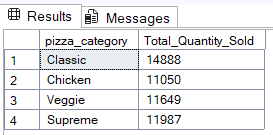 Results Messages
pizza_category Total_Quantity_Sold
1 Classic 14888
2 Chicken 11050
3 Veggie 11649
4 Supreme 11987